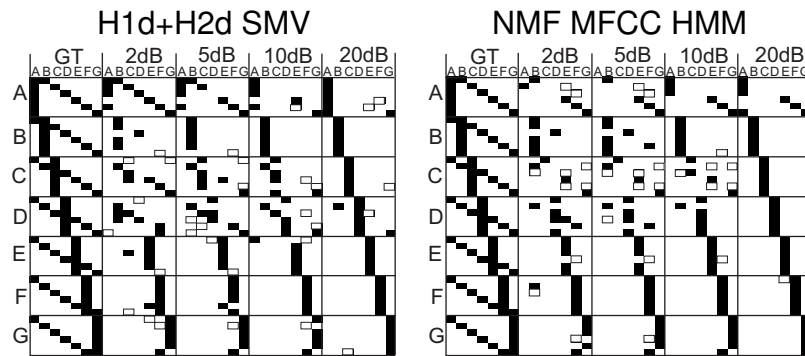 H1d+H2d SMV NMF MFCC HMM
GT 2dB 5dB 10dB 20dB GT 2dB 5dB 10dB 20dB
ABCDEFG ABCDEFG ABCDEFG ABCDEFG ABCDEFG ABCDEFG ABCDEFG ABCDEFG ABCDEFG ABCDEFG
A A
B B
C C
D D
E E
F F
G G